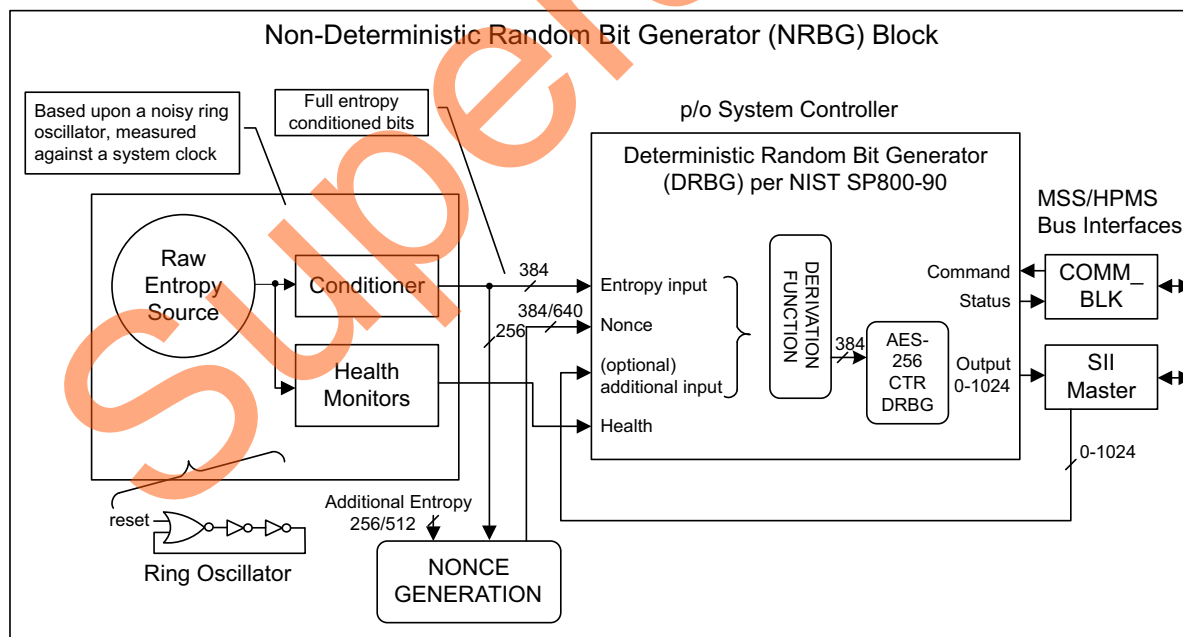 Non-Deterministic Random Bit Generator (NRBG) Block
Based upon a noisy ring
oscillator, measured
against a system clock
Full entropy
conditioned bits
p/o System Controller
Deterministic Random Bit Generator
(DRBG) per NIST SP800-90
MSS/HPMS
Bus Interfaces
Raw
Entropy
Source
Conditioner
Health
Monitors
384
384/640
256
Entropy input
Nonce
(optional)
additional input
Health
DERIVATION
FUNCTION
384
AES-
256
CTR
DRBG
Command
Status
Output
0-1024
COMM_
BLK
SII
Master
0-1024
reset
Ring Oscillator
Additional Entropy
256/512
NONCE
GENERATION